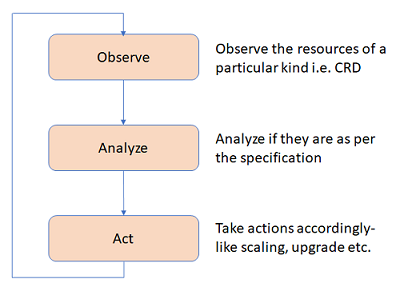 Observe
Observe the resources of a
particular kind i.e. CRD
Analyze
Analyze if they are as per
the specification
Act
Take actions accordingly-
like scaling, upgrade etc.